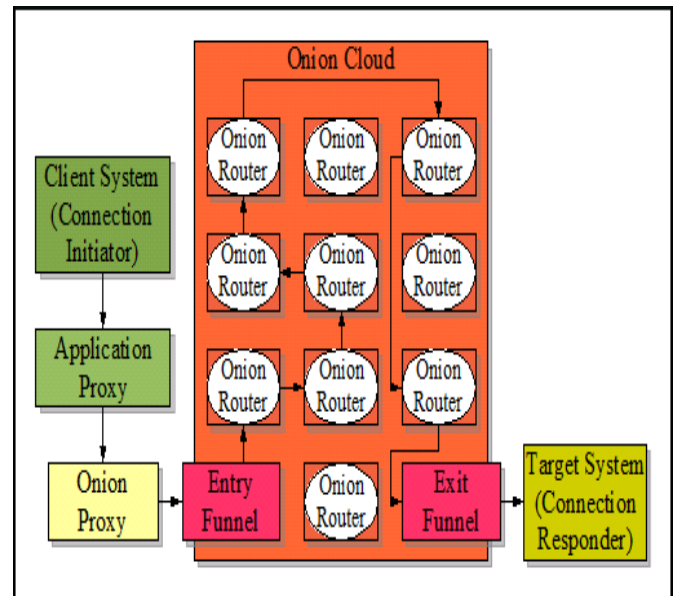 Onion Cloud
Onion
Router
Onion
Router
Onion
Router
Client System
(Connection
Initiator)
Onion
Router
Onion
Router
Onion
Router
Application
Proxy
Onion
Router
Onion
Router
Onion
Router
Onion
Proxy
Entry
Funnel
Onion
Router
Exit
Funnel
Target System
(Connection
Responder)